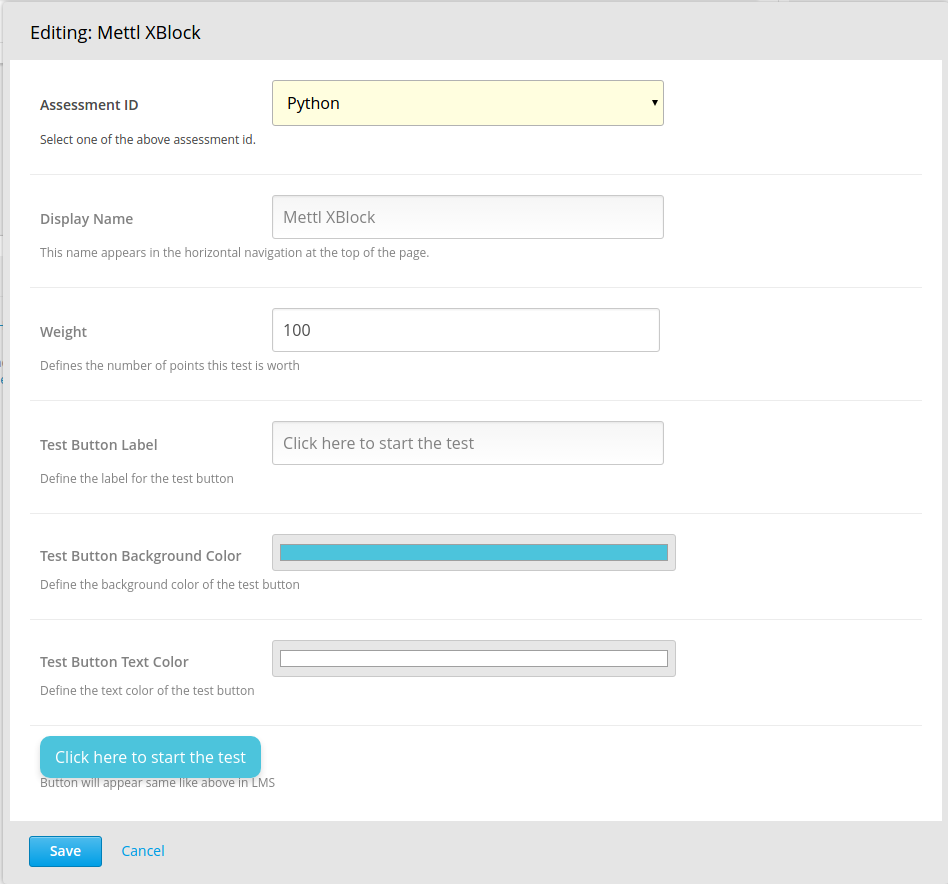 Editing: Mettl XBlock
Assessment ID
Python
Select one of the above assessment id.
Display Name
Mettl XBlock
This name appears in the horizontal navigation at the top of the page.
Weight
100
Defines the number of points this test is worth
Test Button Label
Click here to start the test
Define the label for the test button
Test Button Background Color
Define the background color of the test button
Test Button Text Color
Define the text color of the test button
Click here to start the test
Button will appear same like above in LMS
Save
Cancel